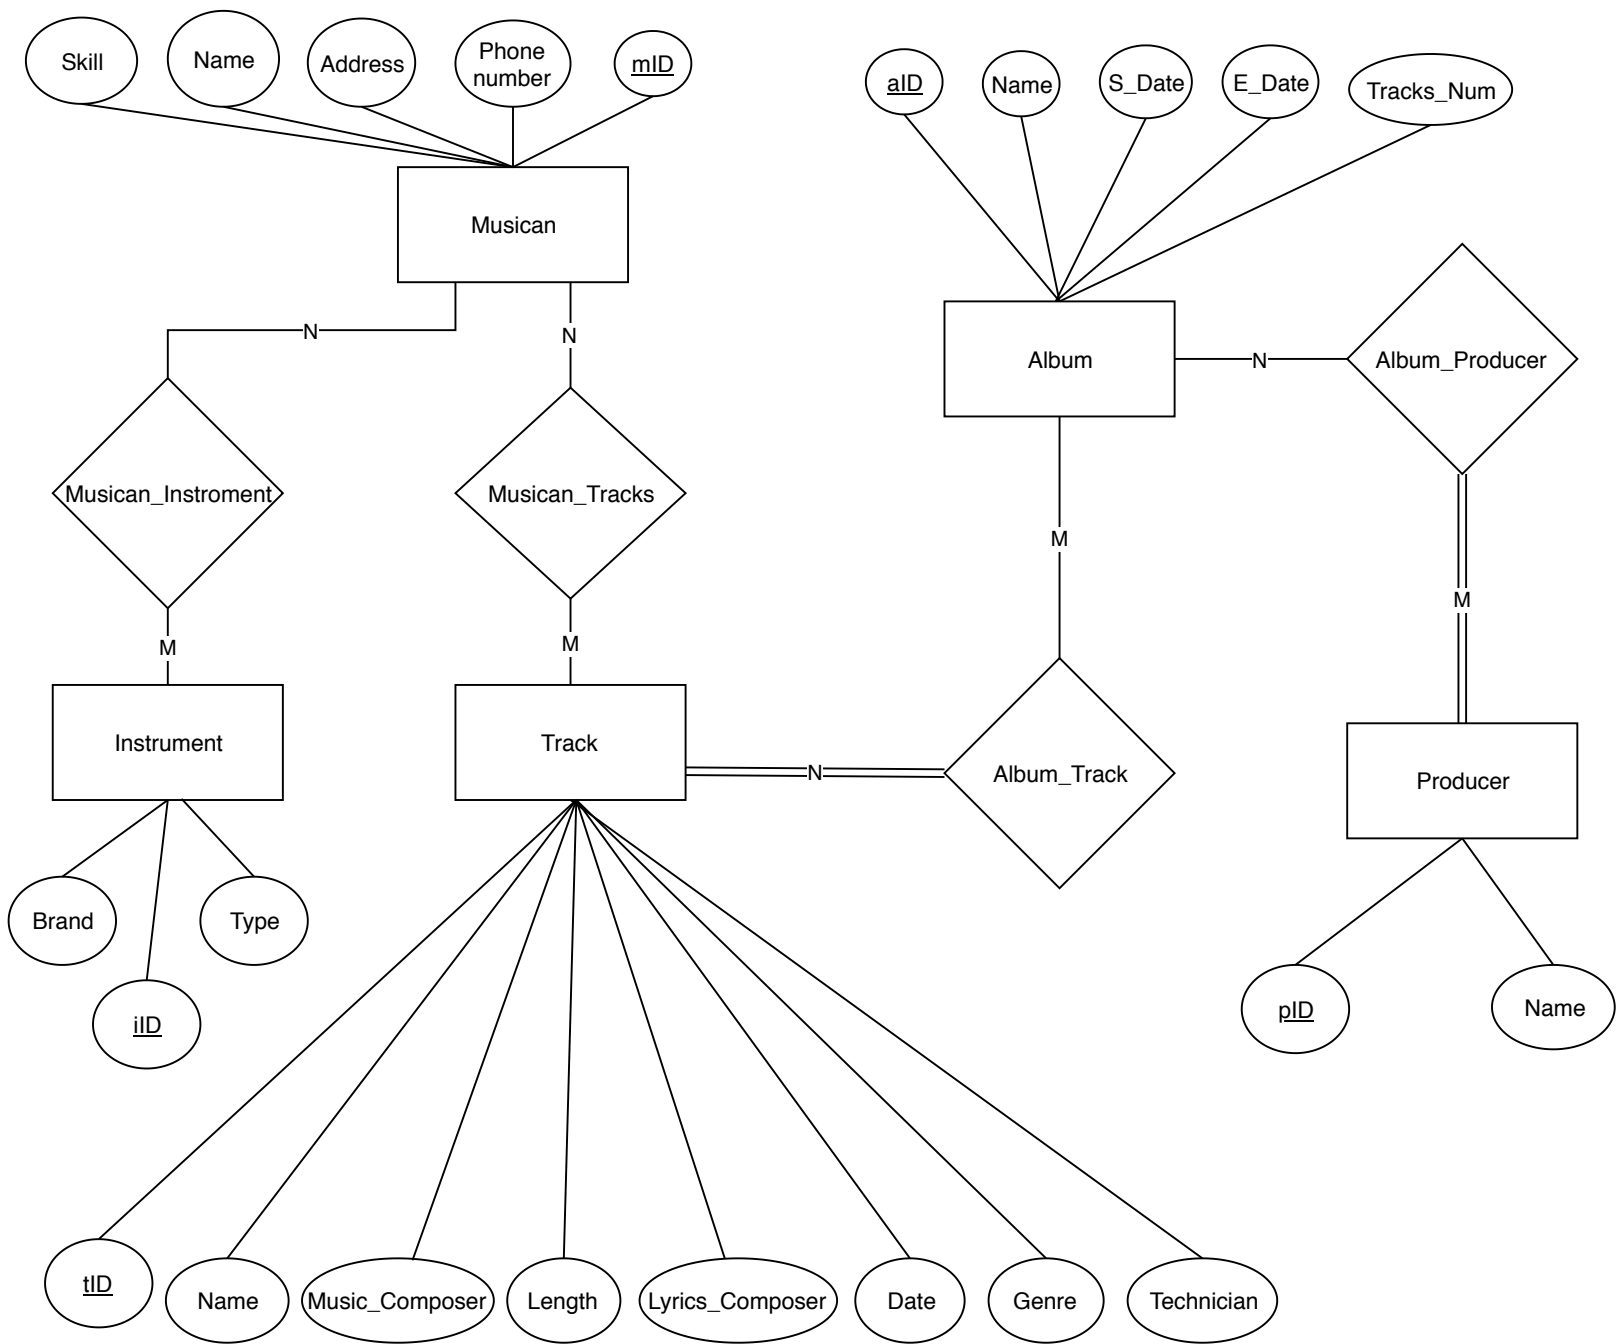 Skill
Name
Address
Phone
number
mID
aID
Name
S_Date
E_Date
Tracks_Num
Musican
N
N
Album
N
Album_Producer
Musican_Instroment
Musican_Tracks
M
M
M
M
Instrument
Track
N
Album_Track
Producer
Brand
Type
iID
pID
Name
tID
Name
Music_Composer
Length
Lyrics_Composer
Date
Genre
Technician